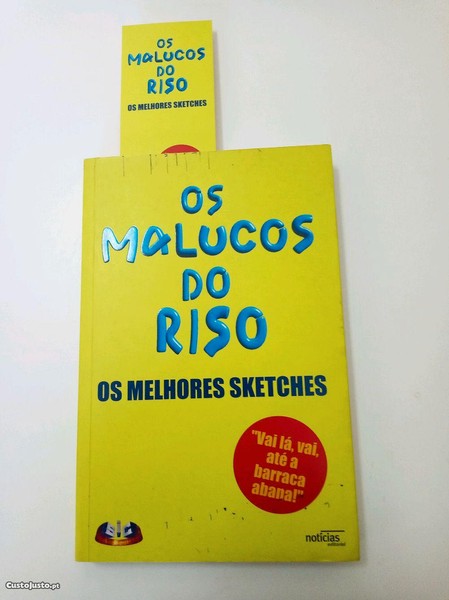 OS
MALUCOS
DO
RISO
OS MELHORES SKETCHES
OS
MALUCOS
DO
RISO
OS MELHORES SKETCHES
"Vai lá, vai,
até a
barraca
abana!"
notícias
editorial
CustoJusto.pt